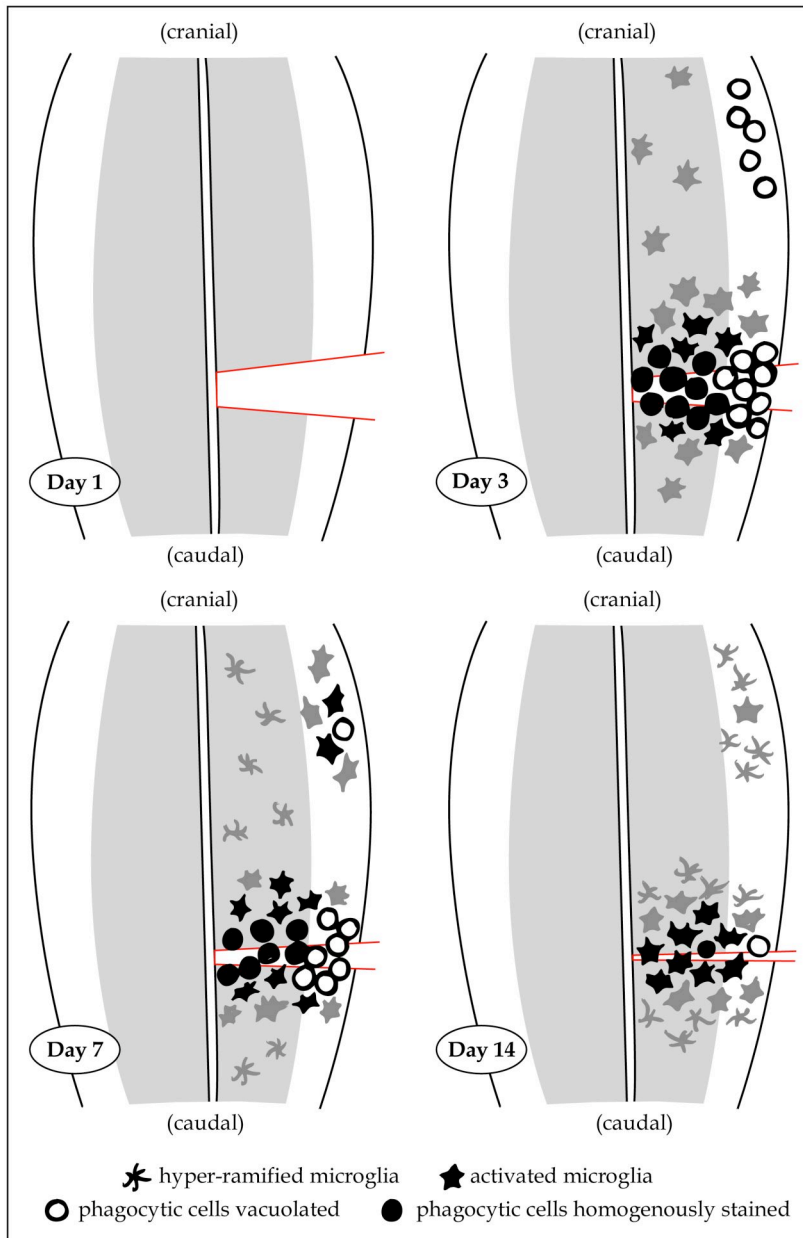 (cranial)
(cranial)
Day 1
Day 3
(caudal)
(caudal)
(cranial)
(cranial)
Day 7
Day 14
(caudal)
(caudal)
hyper-ramified microglia
activated microglia
phagocytic cells vacuolated
phagocytic cells homogenously stained